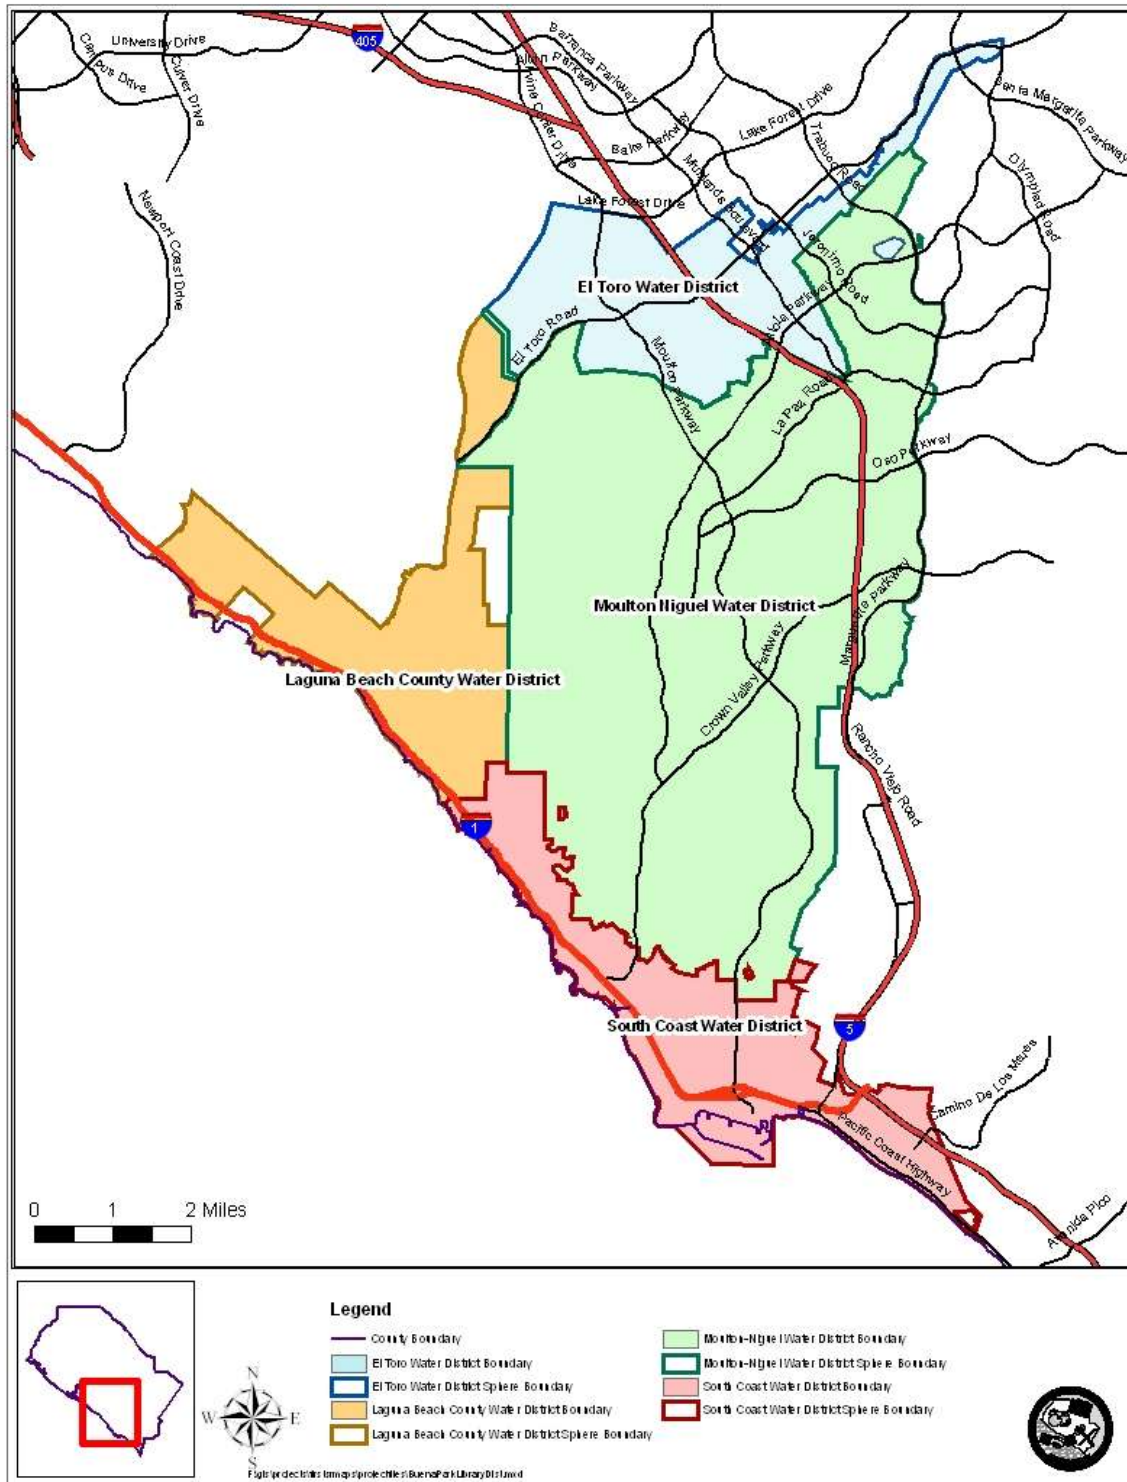 405
University Drive
Campus Drive
Culver Drive
Barranca Parkway
Alton Parkway
Irvine Center Drive
Bake Parkway
Lake Forest Drive
Santa Margarita Parkway
Trabuco Road
Olympiad Road
Muirlands Boulevard
Newport Coast Drive
Lake Forest Drive
Jeronimo Road
El Toro Water District
El Toro Road
Moulton Parkway
La Paz Road
Oso Parkway
Moulton Niguel Water District
Marguerite Parkway
Laguna Beach County Water District
Crown Valley Parkway
Rancho Viejo Road
1
South Coast Water District
5
Camino De Los Mares
Pacific Coast Highway
Avenida Pico
0 1 2 Miles
Legend
County Boundary
El Toro Water District Boundary
El Toro Water District Sphere Boundary
Laguna Beach County Water District Boundary
Laguna Beach County Water District Sphere Boundary
Moulton-Niguel Water District Boundary
Moulton-Niguel Water District Sphere Boundary
South Coast Water District Boundary
South Coast Water District Sphere Boundary
N
W E
S